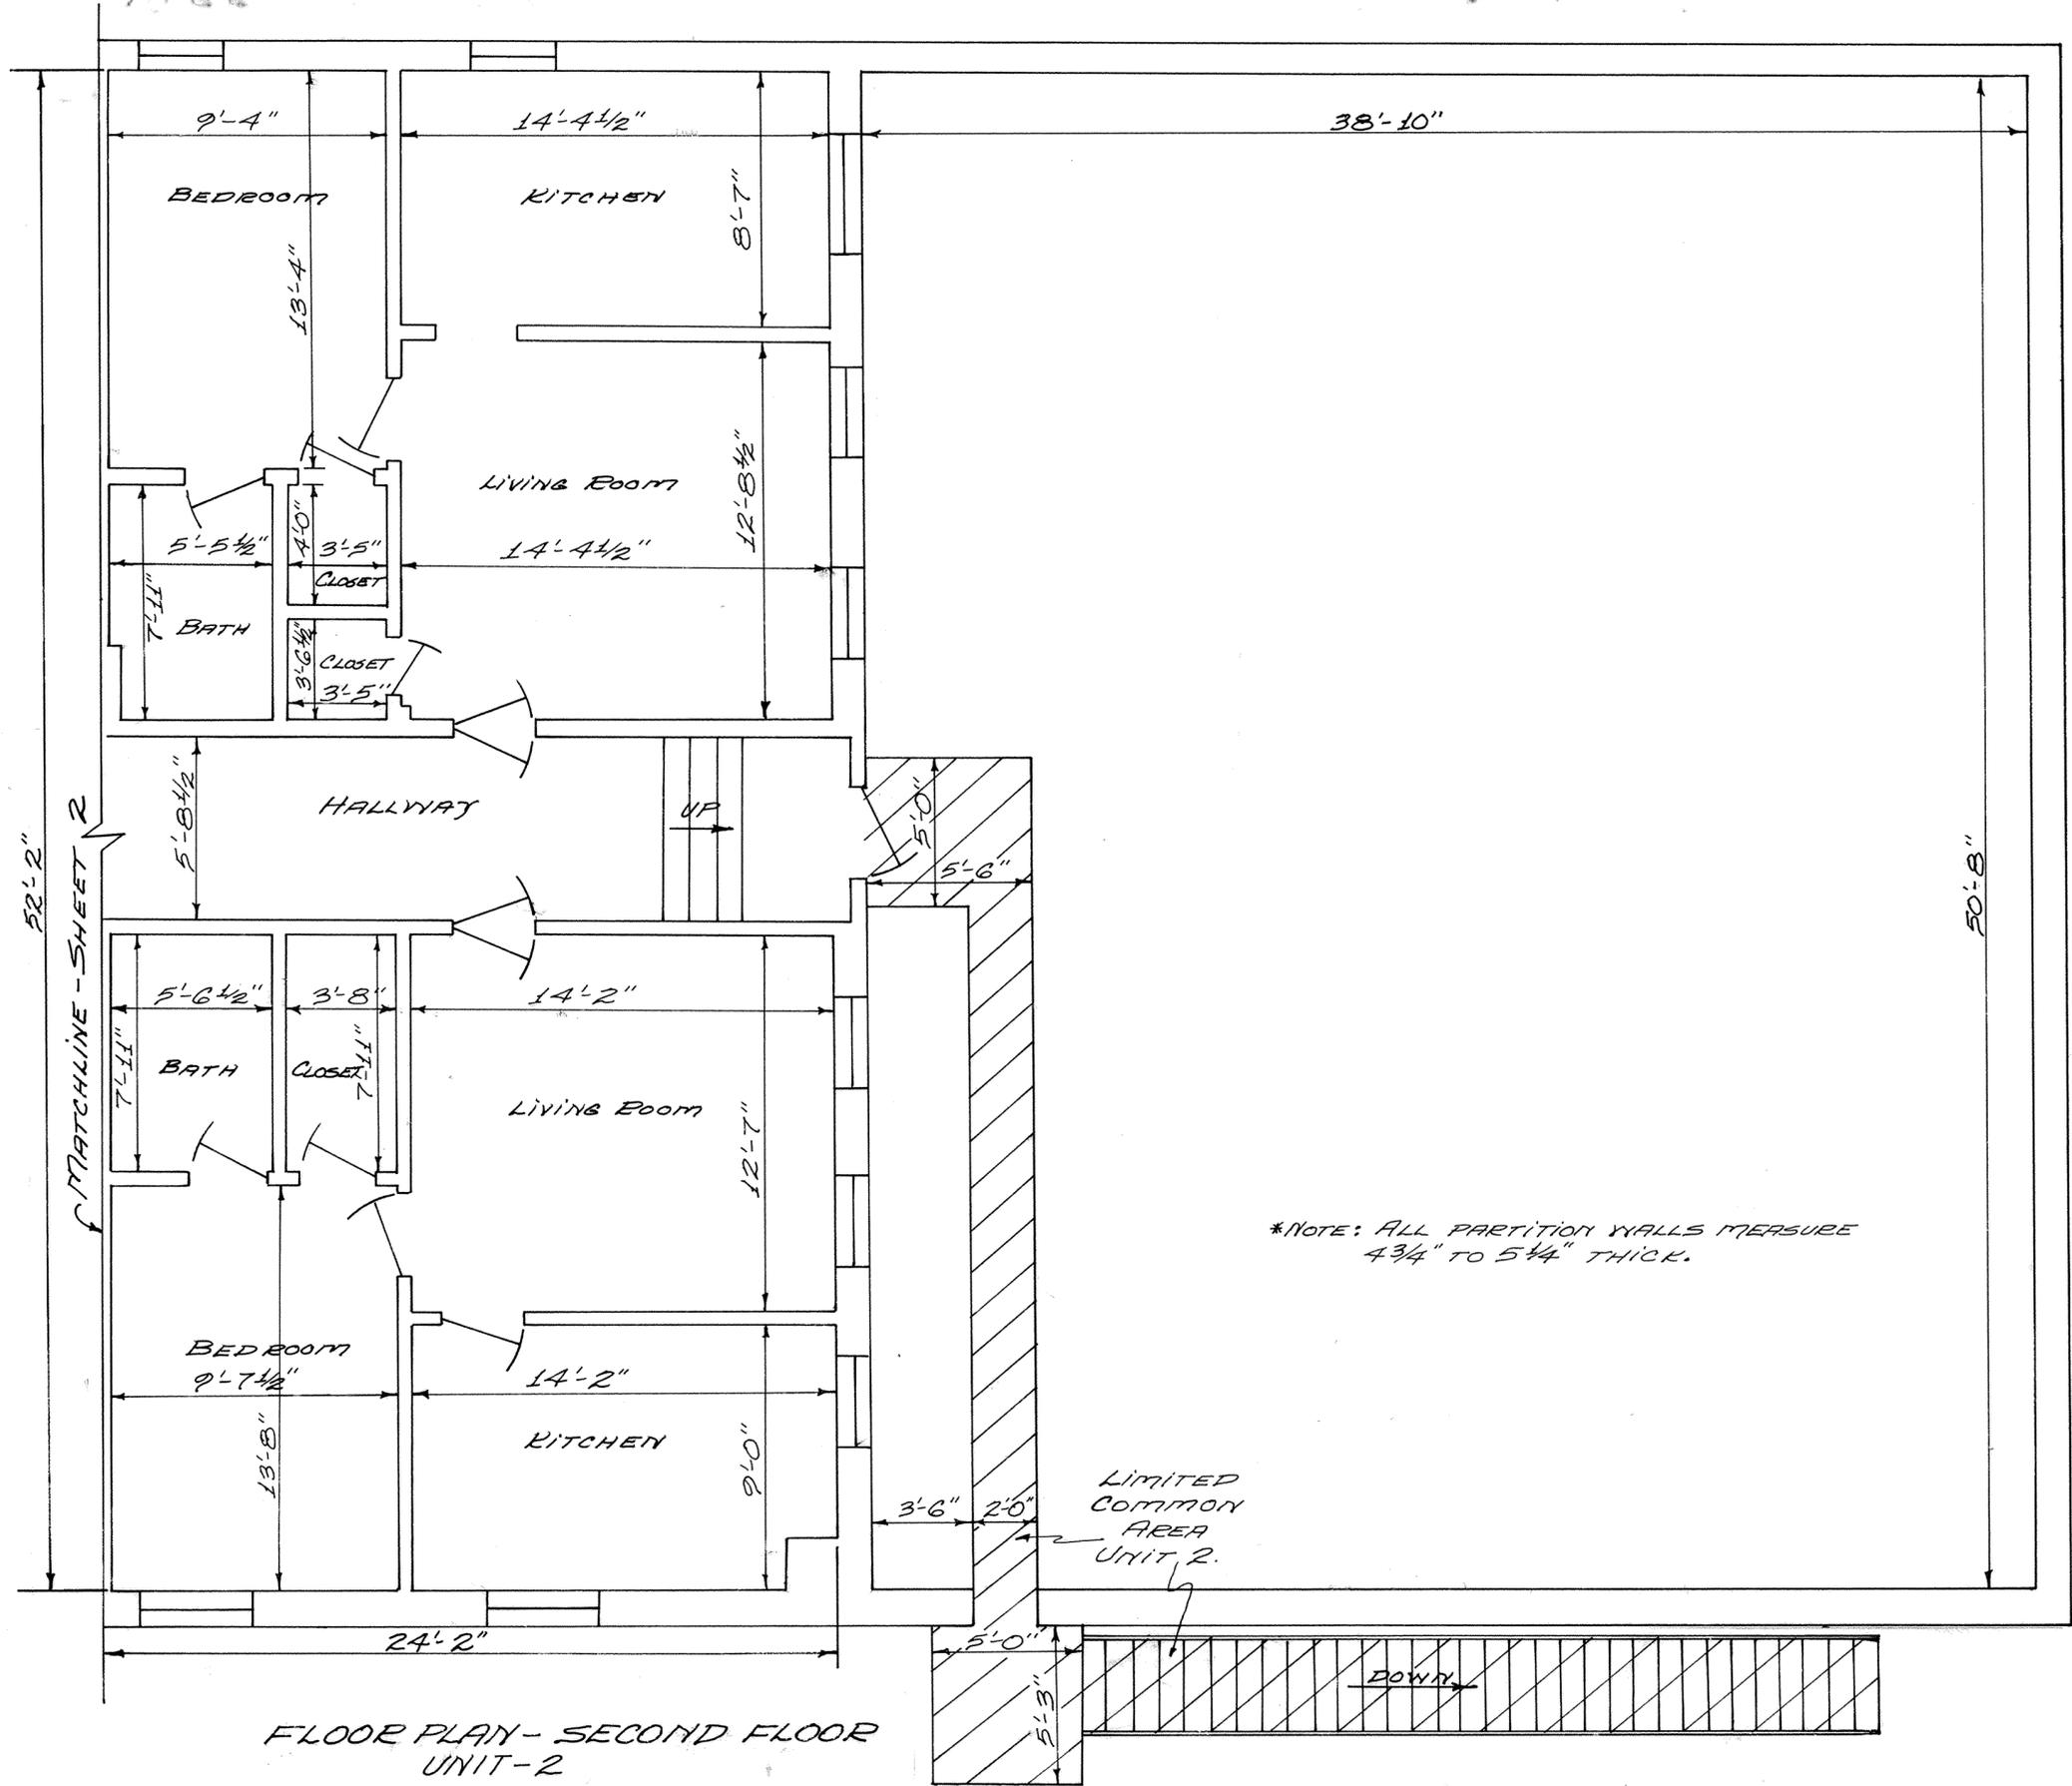 9'-4"
14'-4 1/2"
38'-10"
BEDROOM
KITCHEN
8'-7"
13'-4"
LIVING ROOM
12'-8 1/2"
5'-5 1/2"
4'-0"
3'-5"
14'-4 1/2"
CLOSET
7'-11"
BATH
3'-6 1/2"
CLOSET
3'-5"
5'-8 1/2"
HALLWAY
UP
5'-0"
5'-6"
52'-2"
MATCHLINE - SHEET 2
50'-8"
5'-6 1/2"
3'-8"
14'-2"
7'-11"
BATH
CLOSET
7'-11"
LIVING ROOM
12'-7"
*NOTE: ALL PARTITION WALLS MEASURE
4 3/4" TO 5 1/4" THICK.
BEDROOM
9'-7 1/2"
14'-2"
13'-8"
KITCHEN
9'-0"
3'-6"
2'-0"
LIMITED
COMMON
AREA
UNIT 2.
24'-2"
5'-0"
DOWN
5'-3"
FLOOR PLAN - SECOND FLOOR
UNIT-2